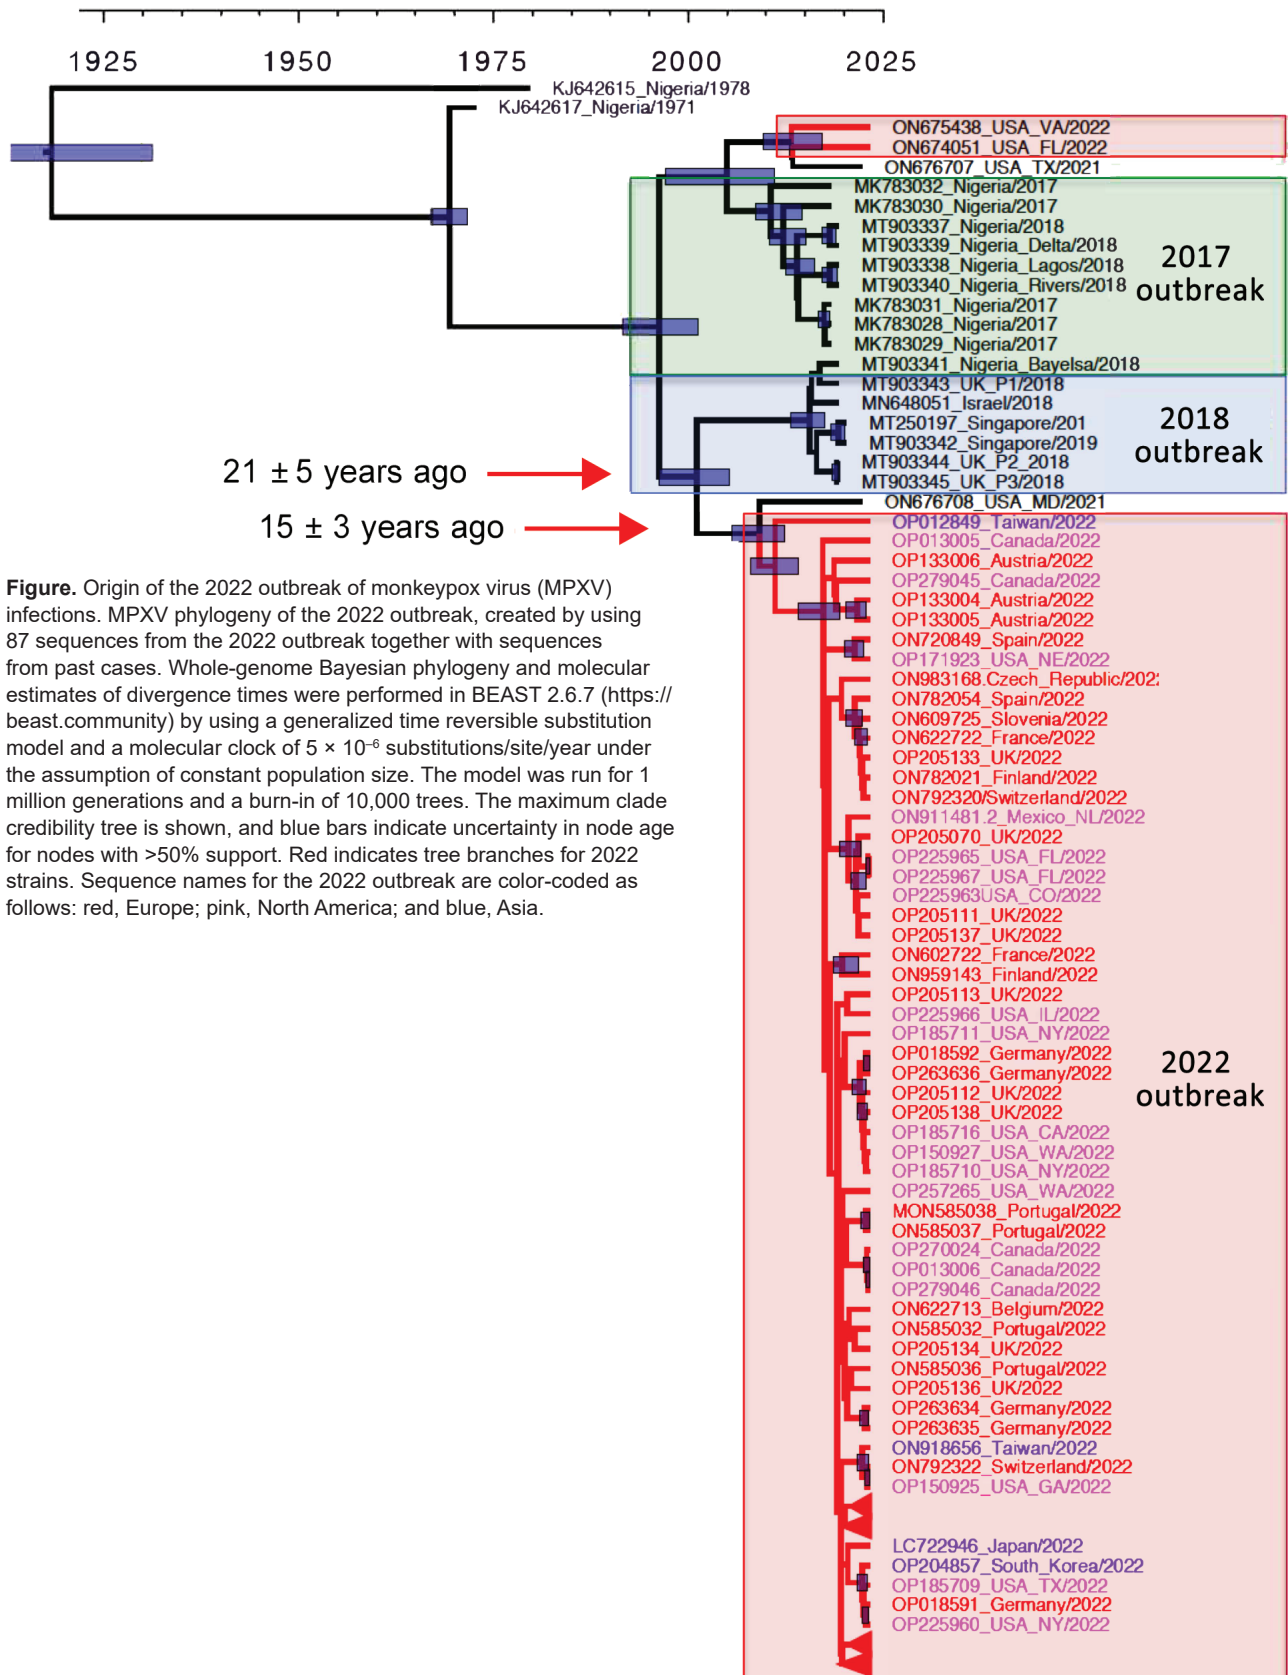 1925 1950 1975 2000 2025
KJ642615_Nigeria/1978
KJ642617_Nigeria/1971
ON675438_USA_VA/2022
ON674051_USA_FL/2022
ON676707_USA_TX/2021
MK783032_Nigeria/2017
MK783030_Nigeria/2017
MT903337_Nigeria/2018
MT903339_Nigeria_Delta/2018
MT903338_Nigeria_Lagos/2018
MT903340_Nigeria_Rivers/2018
MK783031_Nigeria/2017
MK783028_Nigeria/2017
MK783029_Nigeria/2017
MT903341_Nigeria_Bayelsa/2018
2017
outbreak
MT903343_UK_P1/2018
MN648051_Israel/2018
MT250197_Singapore/201
MT903342_Singapore/2019
MT903344_UK_P2_2018
MT903345_UK_P3/2018
2018
outbreak
21 ± 5 years ago
15 ± 3 years ago
ON676708_USA_MD/2021
OP012849_Taiwan/2022
OP013005_Canada/2022
OP133006_Austria/2022
OP279045_Canada/2022
OP133004_Austria/2022
OP133005_Austria/2022
ON720849_Spain/2022
OP171923_USA_NE/2022
ON983168.Czech_Republic/202
ON782054_Spain/2022
ON609725_Slovenia/2022
ON622722_France/2022
OP205133_UK/2022
ON782021_Finland/2022
ON792320/Switzerland/2022
ON911481.2_Mexico_NL/2022
OP205070_UK/2022
OP225965_USA_FL/2022
OP225967_USA_FL/2022
OP225963USA_CO/2022
OP205111_UK/2022
OP205137_UK/2022
ON602722_France/2022
ON959143_Finland/2022
OP205113_UK/2022
OP225966_USA_IL/2022
OP185711_USA_NY/2022
OP018592_Germany/2022
OP263636_Germany/2022
OP205112_UK/2022
OP205138_UK/2022
OP185716_USA_CA/2022
OP150927_USA_WA/2022
OP185710_USA_NY/2022
OP257265_USA_WA/2022
MON585038_Portugal/2022
ON585037_Portugal/2022
OP270024_Canada/2022
OP013006_Canada/2022
OP279046_Canada/2022
ON622713_Belgium/2022
ON585032_Portugal/2022
OP205134_UK/2022
ON585036_Portugal/2022
OP205136_UK/2022
OP263634_Germany/2022
OP263635_Germany/2022
ON918656_Taiwan/2022
ON792322_Switzerland/2022
OP150925_USA_GA/2022
LC722946_Japan/2022
OP204857_South_Korea/2022
OP185709_USA_TX/2022
OP018591_Germany/2022
OP225960_USA_NY/2022
2022
outbreak
Figure. Origin of the 2022 outbreak of monkeypox virus (MPXV)
infections. MPXV phylogeny of the 2022 outbreak, created by using
87 sequences from the 2022 outbreak together with sequences
from past cases. Whole-genome Bayesian phylogeny and molecular
estimates of divergence times were performed in BEAST 2.6.7 (https://
beast.community) by using a generalized time reversible substitution
model and a molecular clock of 5 × 10⁻⁶ substitutions/site/year under
the assumption of constant population size. The model was run for 1
million generations and a burn-in of 10,000 trees. The maximum clade
credibility tree is shown, and blue bars indicate uncertainty in node age
for nodes with >50% support. Red indicates tree branches for 2022
strains. Sequence names for the 2022 outbreak are color-coded as
follows: red, Europe; pink, North America; and blue, Asia.